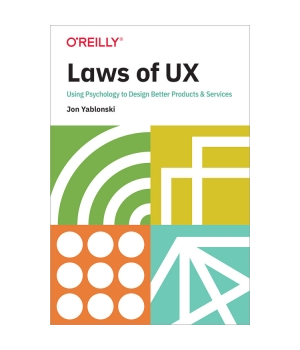 O'REILLY®
Laws of UX
Using Psychology to Design Better Products & Services
Jon Yablonski